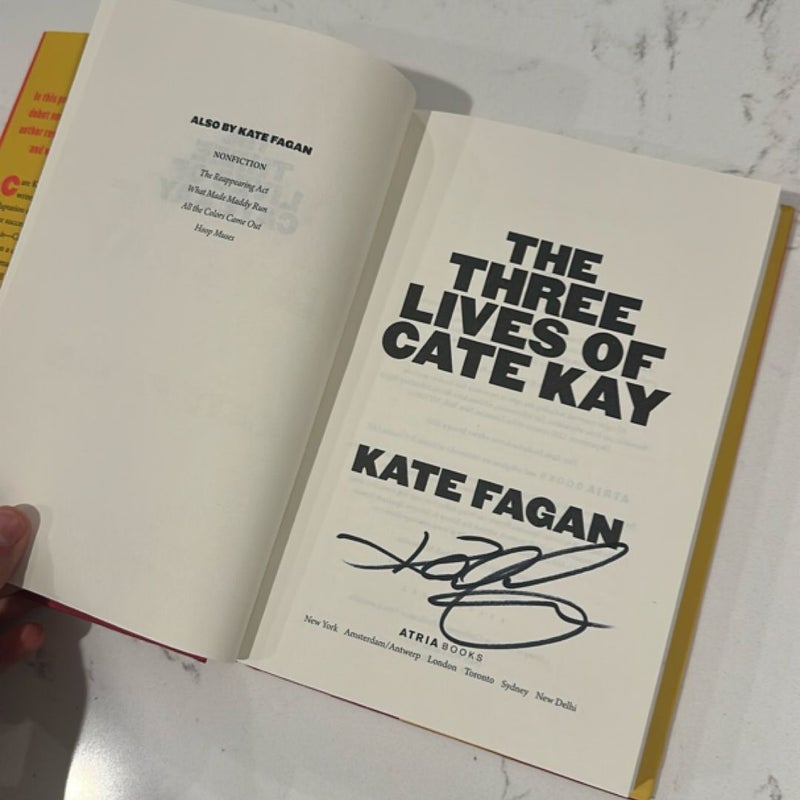 ALSO BY KATE FAGAN
NONFICTION
The Reappearing Act
What Made Maddy Run
All the Colors Came Out
Hoop Muses
THE
THREE
LIVES OF
CATE KAY
KATE FAGAN
ATRIA BOOKS
New York Amsterdam/Antwerp London Toronto Sydney New Delhi